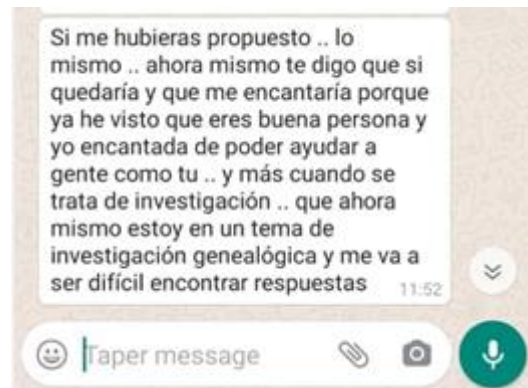 Si me hubieras propuesto .. lo
mismo .. ahora mismo te digo que si
quedaría y que me encantaría porque
ya he visto que eres buena persona y
yo encantada de poder ayudar a
gente como tu .. y más cuando se
trata de investigación .. que ahora
mismo estoy en un tema de
investigación genealógica y me va a
ser difícil encontrar respuestas
11:52
Taper message